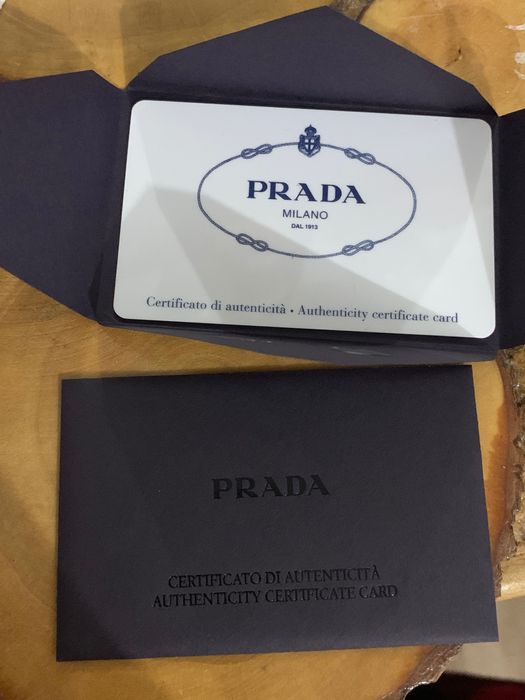 PRADA
MILANO
DAL 1913
Certificato di autenticità • Authenticity certificate card
PRADA
CERTIFICATO DI AUTENTICITÀ
AUTHENTICITY CERTIFICATE CARD